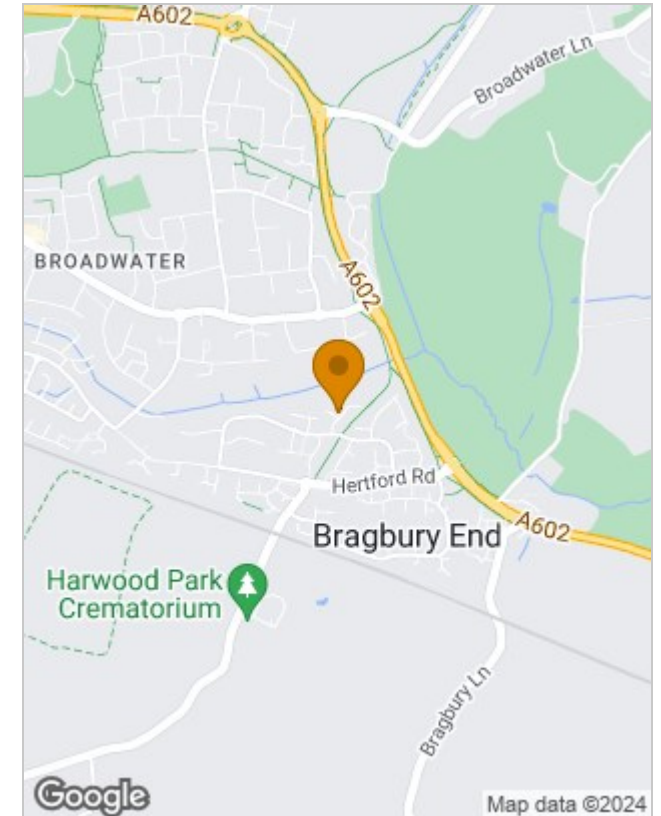 A602
Broadwater Ln
BROADWATER
A602
Hertford Rd
Bragbury End
A602
Harwood Park
Crematorium
Bragbury Ln
Google
Map data ©2024